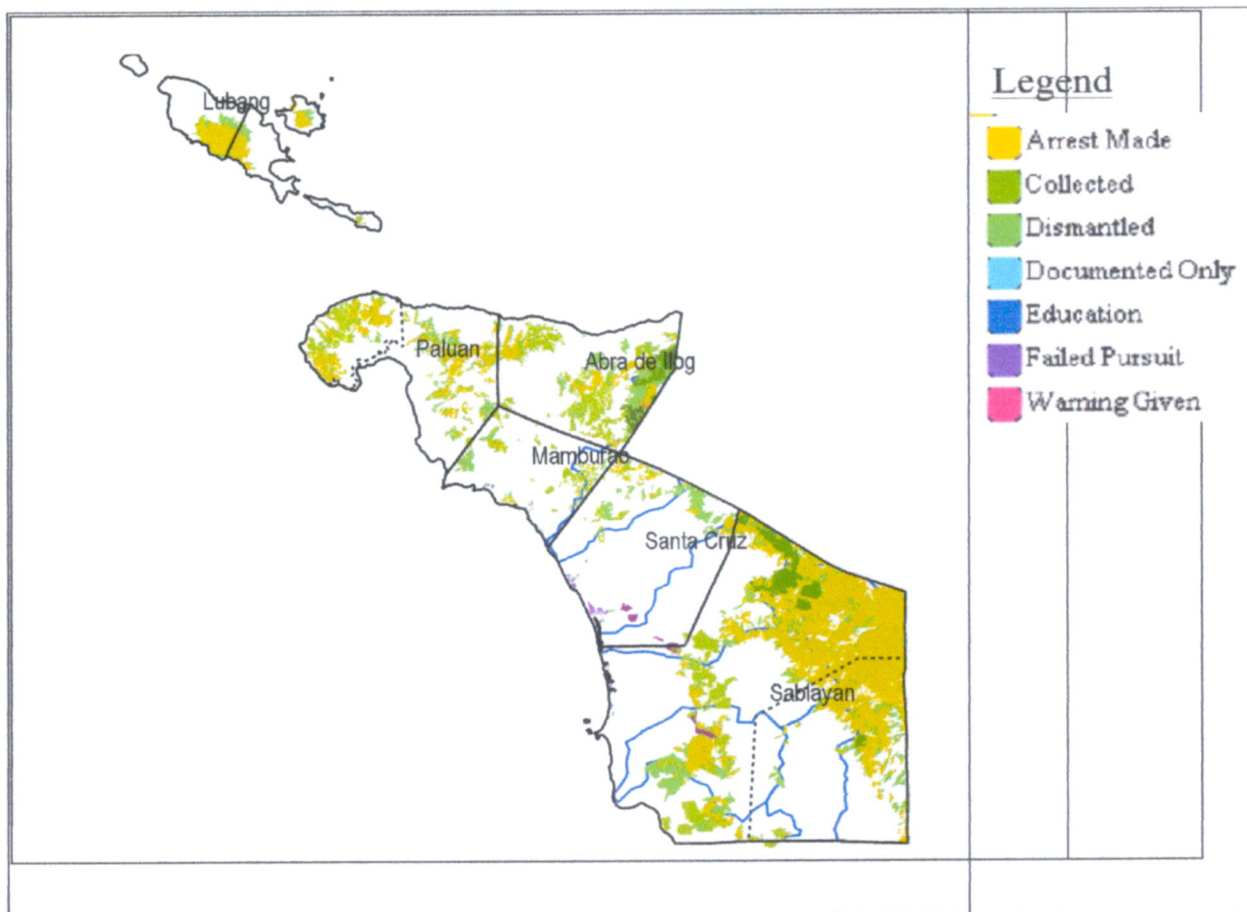 Lubang
Paluan
Abra de Ilog
Mamburao
Santa Cruz
Sablayan
Legend
Arrest Made
Collected
Dismantled
Documented Only
Education
Failed Pursuit
Warning Given